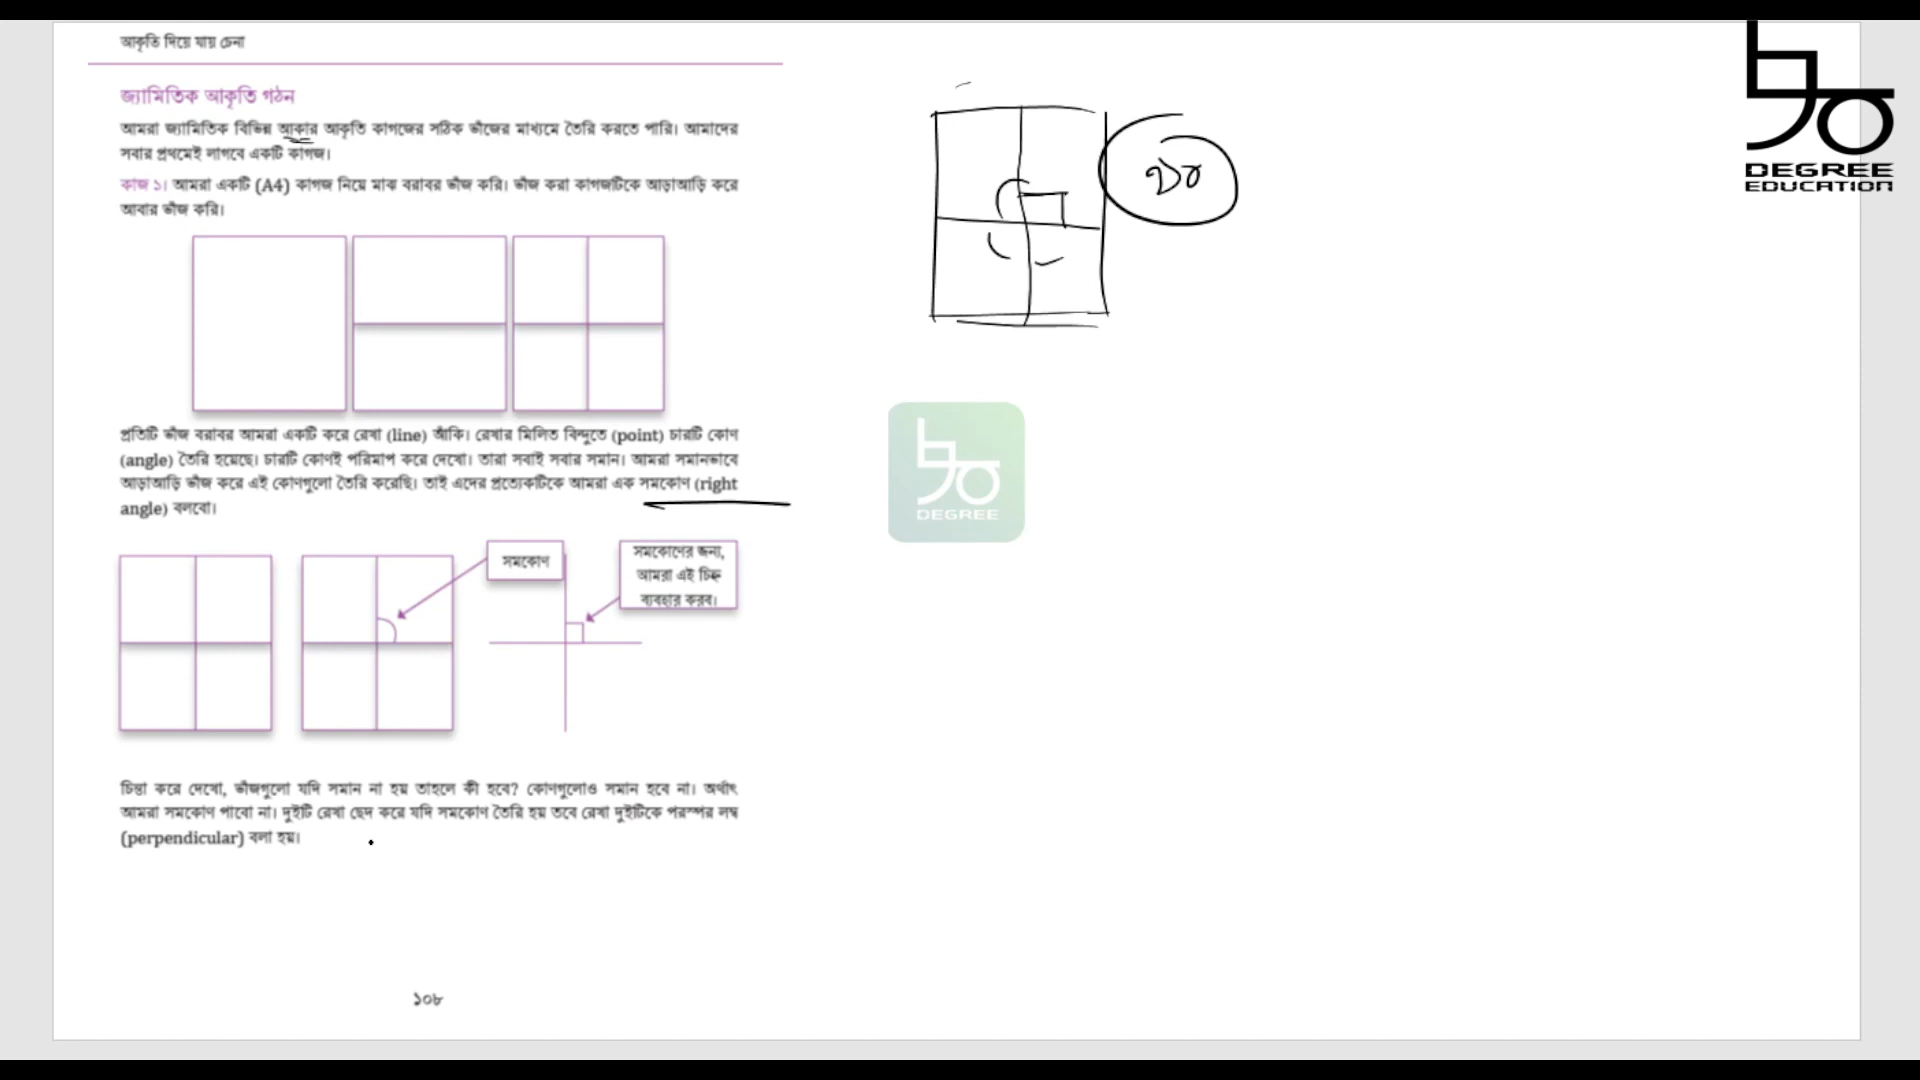 আকৃতি দিয়ে যায় চেনা
জ্যামিতিক আকৃতি গঠন
আমরা জ্যামিতিক বিভিন্ন আকার আকৃতি কাগজের সঠিক ভাঁজের মাধ্যমে তৈরি করতে পারি। আমাদের
সবার প্রথমেই লাগবে একটি কাগজ।
কাজ ১। আমরা একটি (A4) কাগজ নিয়ে মাঝ বরাবর ভাঁজ করি। ভাঁজ করা কাগজটিকে আড়াআড়ি করে
আবার ভাঁজ করি।
প্রতিটি ভাঁজ বরাবর আমরা একটি করে রেখা (line) আঁকি। রেখার মিলিত বিন্দুতে (point) চারটি কোণ
(angle) তৈরি হয়েছে। চারটি কোণই পরিমাপ করে দেখো। তারা সবাই সবার সমান। আমরা সমানভাবে
আড়াআড়ি ভাঁজ করে এই কোণগুলো তৈরি করেছি। তাই এদের প্রত্যেকটিকে আমরা এক সমকোণ (right
angle) বলবো।
সমকোণ
সমকোণের জন্য,
আমরা এই চিহ্ন
ব্যবহার করব।
চিন্তা করে দেখো, ভাঁজগুলো যদি সমান না হয় তাহলে কী হবে? কোণগুলোও সমান হবে না। অর্থাৎ
আমরা সমকোণ পাবো না। দুইটি রেখা ছেদ করে যদি সমকোণ তৈরি হয় তবে রেখা দুইটিকে পরস্পর লম্ব
(perpendicular) বলা হয়।
১০৮
DEGREE
DEGREE
EDUCATION